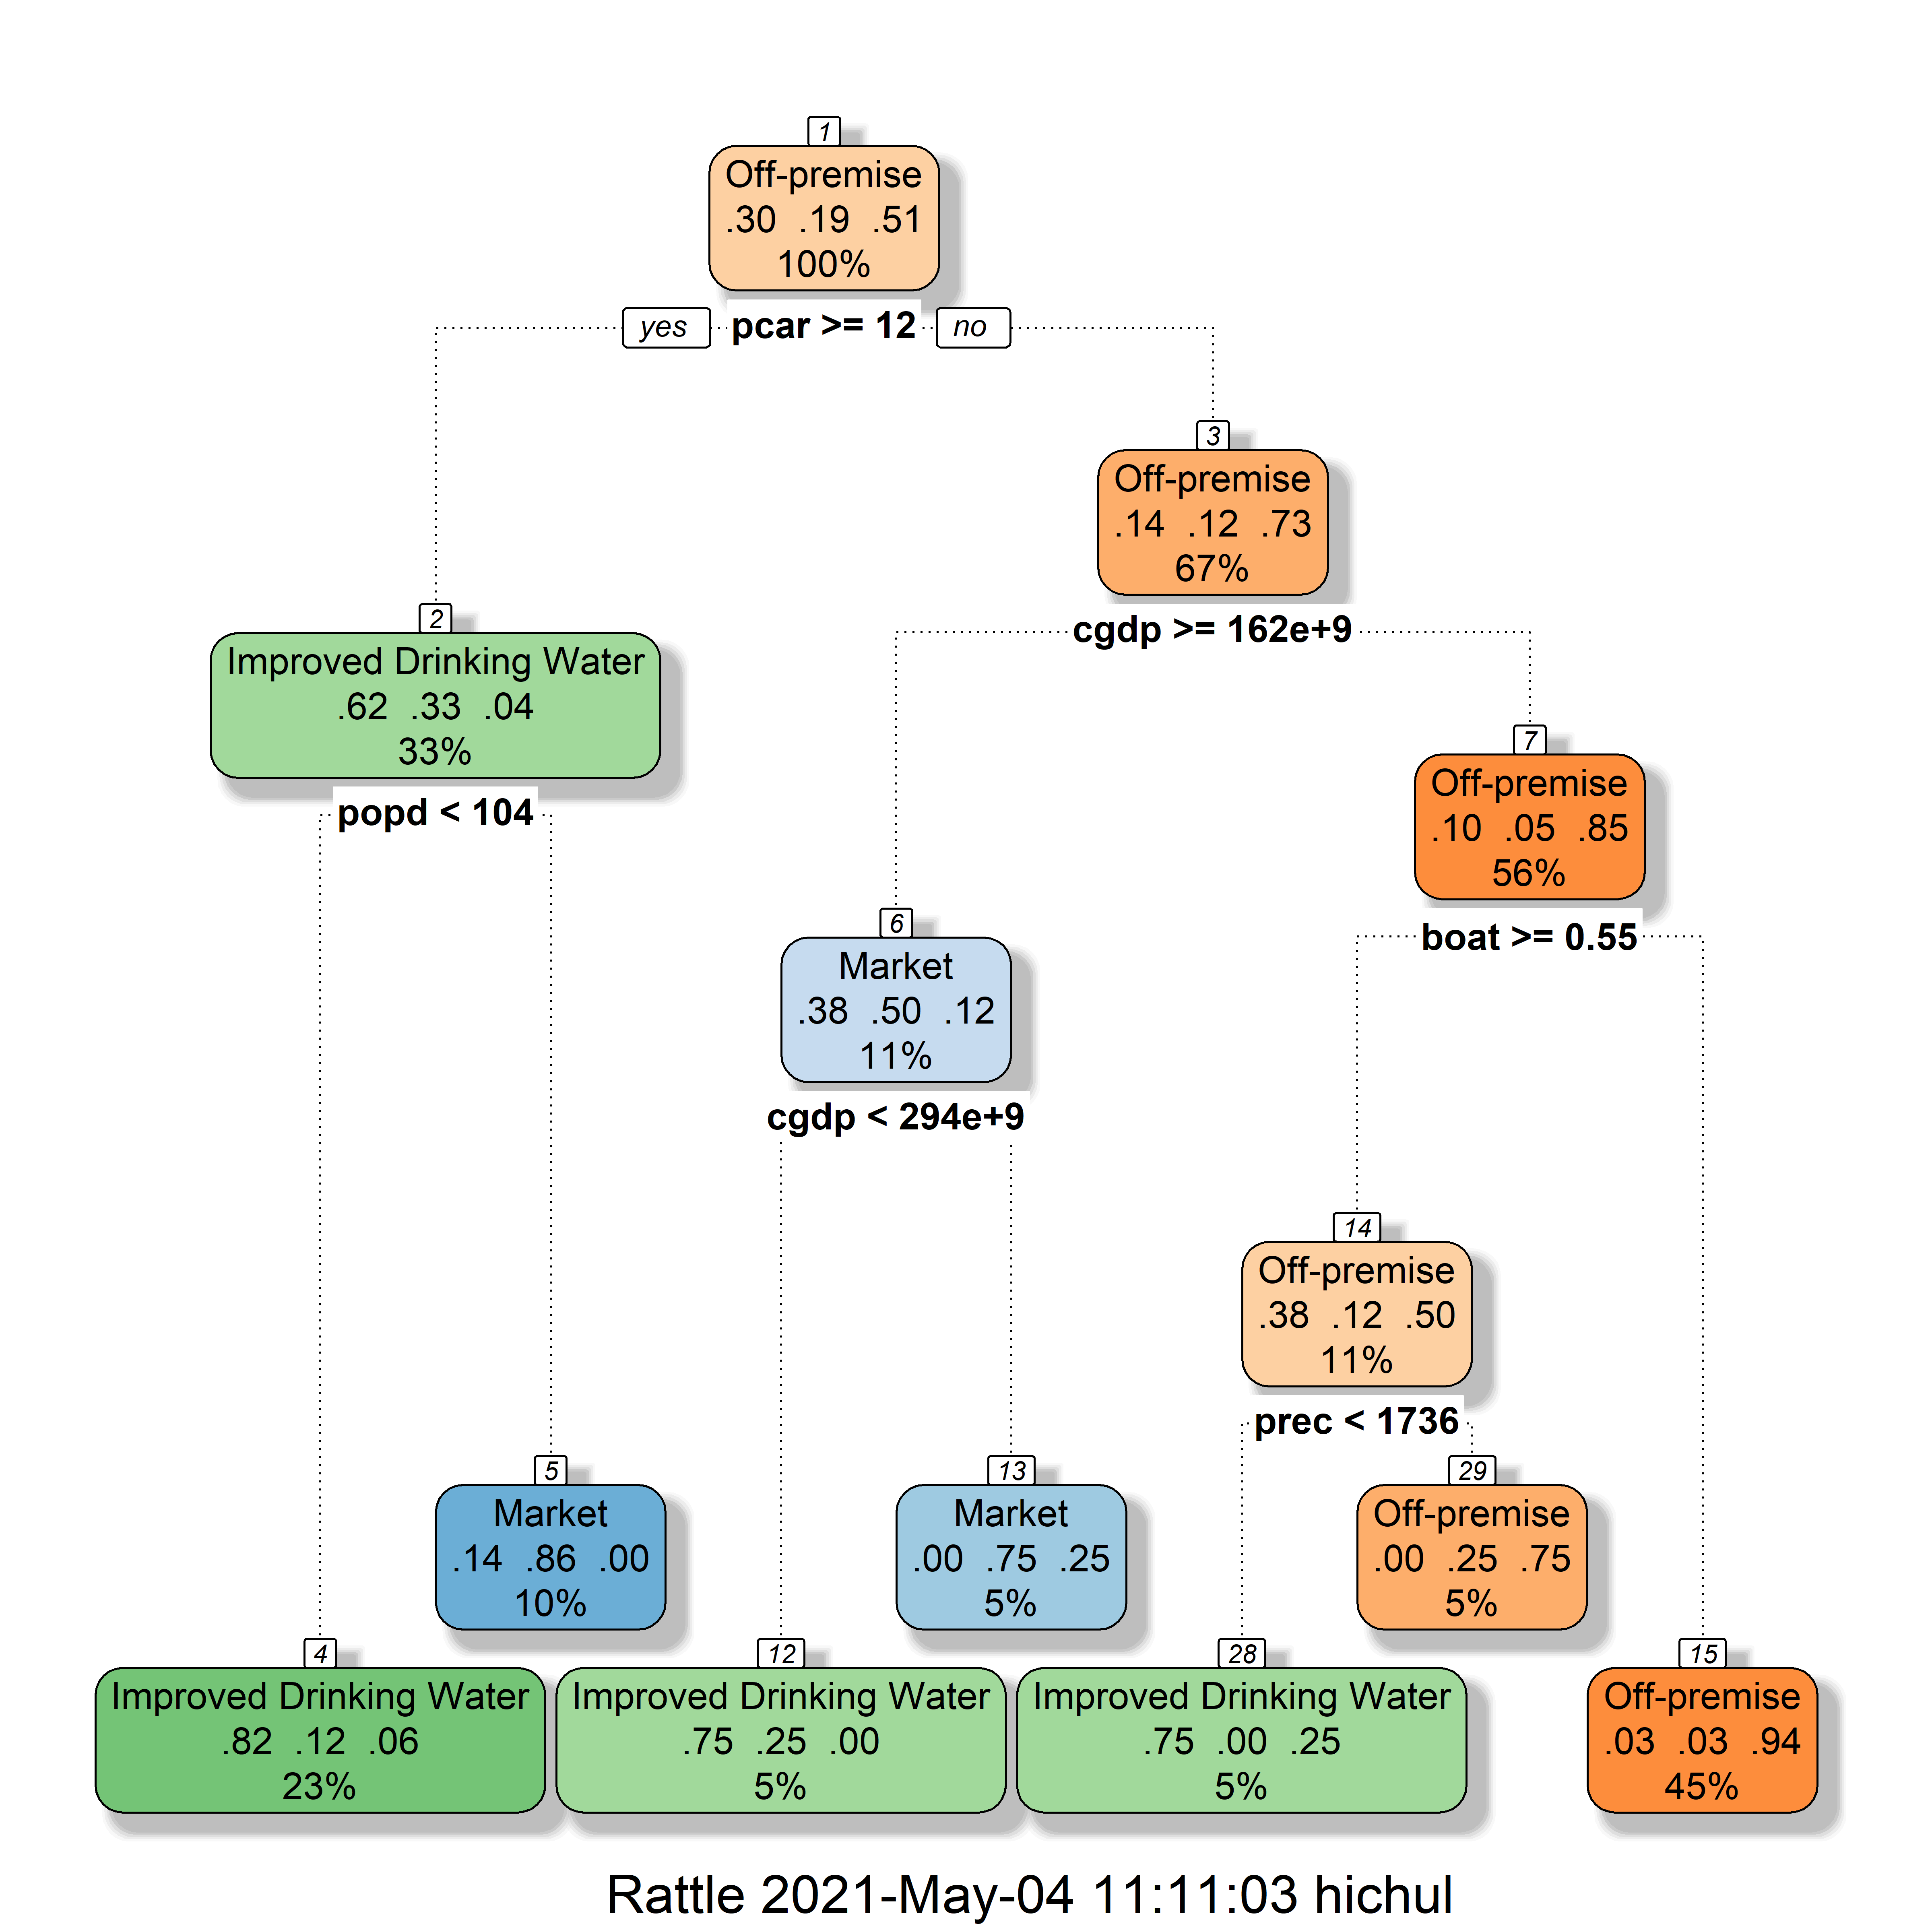 1
Off-premise
.30 .19 .51
100%
yes pcar >= 12 no
3
Off-premise
.14 .12 .73
67%
cgdp >= 162e+9
2
Improved Drinking Water
.62 .33 .04
33%
popd < 104
7
Off-premise
.10 .05 .85
56%
boat >= 0.55
6
Market
.38 .50 .12
11%
cgdp < 294e+9
14
Off-premise
.38 .12 .50
11%
prec < 1736
5
Market
.14 .86 .00
10%
13
Market
.00 .75 .25
5%
29
Off-premise
.00 .25 .75
5%
4
Improved Drinking Water
.82 .12 .06
23%
12
Improved Drinking Water
.75 .25 .00
5%
28
Improved Drinking Water
.75 .00 .25
5%
15
Off-premise
.03 .03 .94
45%
Rattle 2021-May-04 11:11:03 hichul